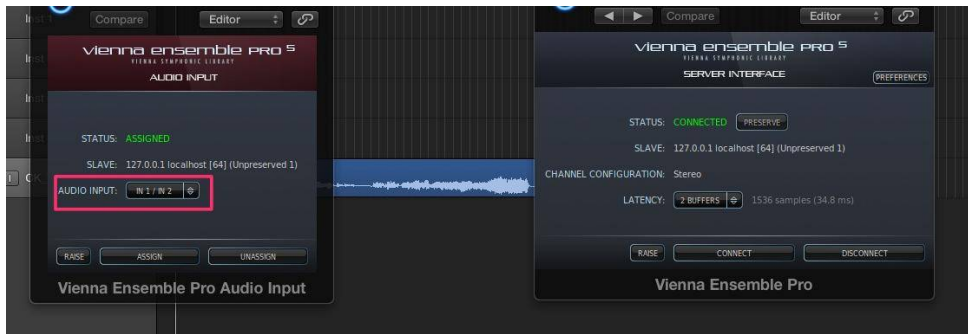 Compare
Editor
vienna ensemble PRO 5
VIENNA SYMPHONIC LIBRARY
AUDIO INPUT
STATUS: ASSIGNED
SLAVE: 127.0.0.1 localhost [64] (Unpreserved 1)
AUDIO INPUT: IN 1 / IN 2
RAISE ASSIGN UNASSIGN
Vienna Ensemble Pro Audio Input
Compare
Editor
vienna ensemble PRO 5
VIENNA SYMPHONIC LIBRARY
SERVER INTERFACE
PREFERENCES
STATUS: CONNECTED PRESERVE
SLAVE: 127.0.0.1 localhost [64] (Unpreserved 1)
CHANNEL CONFIGURATION: Stereo
LATENCY: 2 BUFFERS 1536 samples (34.8 ms)
RAISE CONNECT DISCONNECT
Vienna Ensemble Pro